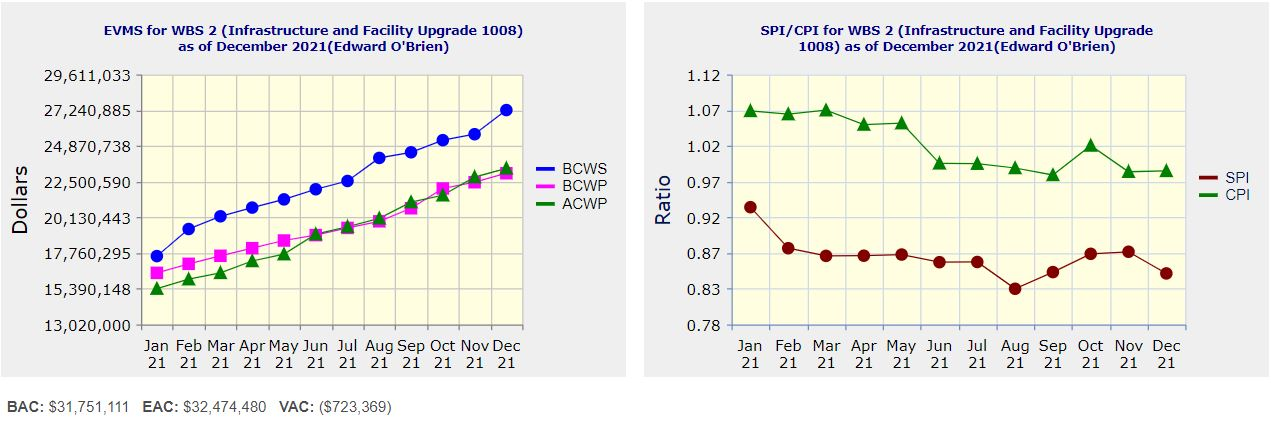 EVMS for WBS 2 (Infrastructure and Facility Upgrade 1008)
as of December 2021(Edward O'Brien)
Dollars
29,611,033
27,240,885
24,870,738
22,500,590
20,130,443
17,760,295
15,390,148
13,020,000
Jan Feb Mar Apr May Jun Jul Aug Sep Oct Nov Dec
21 21 21 21 21 21 21 21 21 21 21 21
BCWS
BCWP
ACWP
SPI/CPI for WBS 2 (Infrastructure and Facility Upgrade
1008) as of December 2021(Edward O'Brien)
Ratio
1.12
1.07
1.02
0.97
0.92
0.87
0.83
0.78
Jan Feb Mar Apr May Jun Jul Aug Sep Oct Nov Dec
21 21 21 21 21 21 21 21 21 21 21 21
SPI
CPI
BAC: $31,751,111 EAC: $32,474,480 VAC: ($723,369)